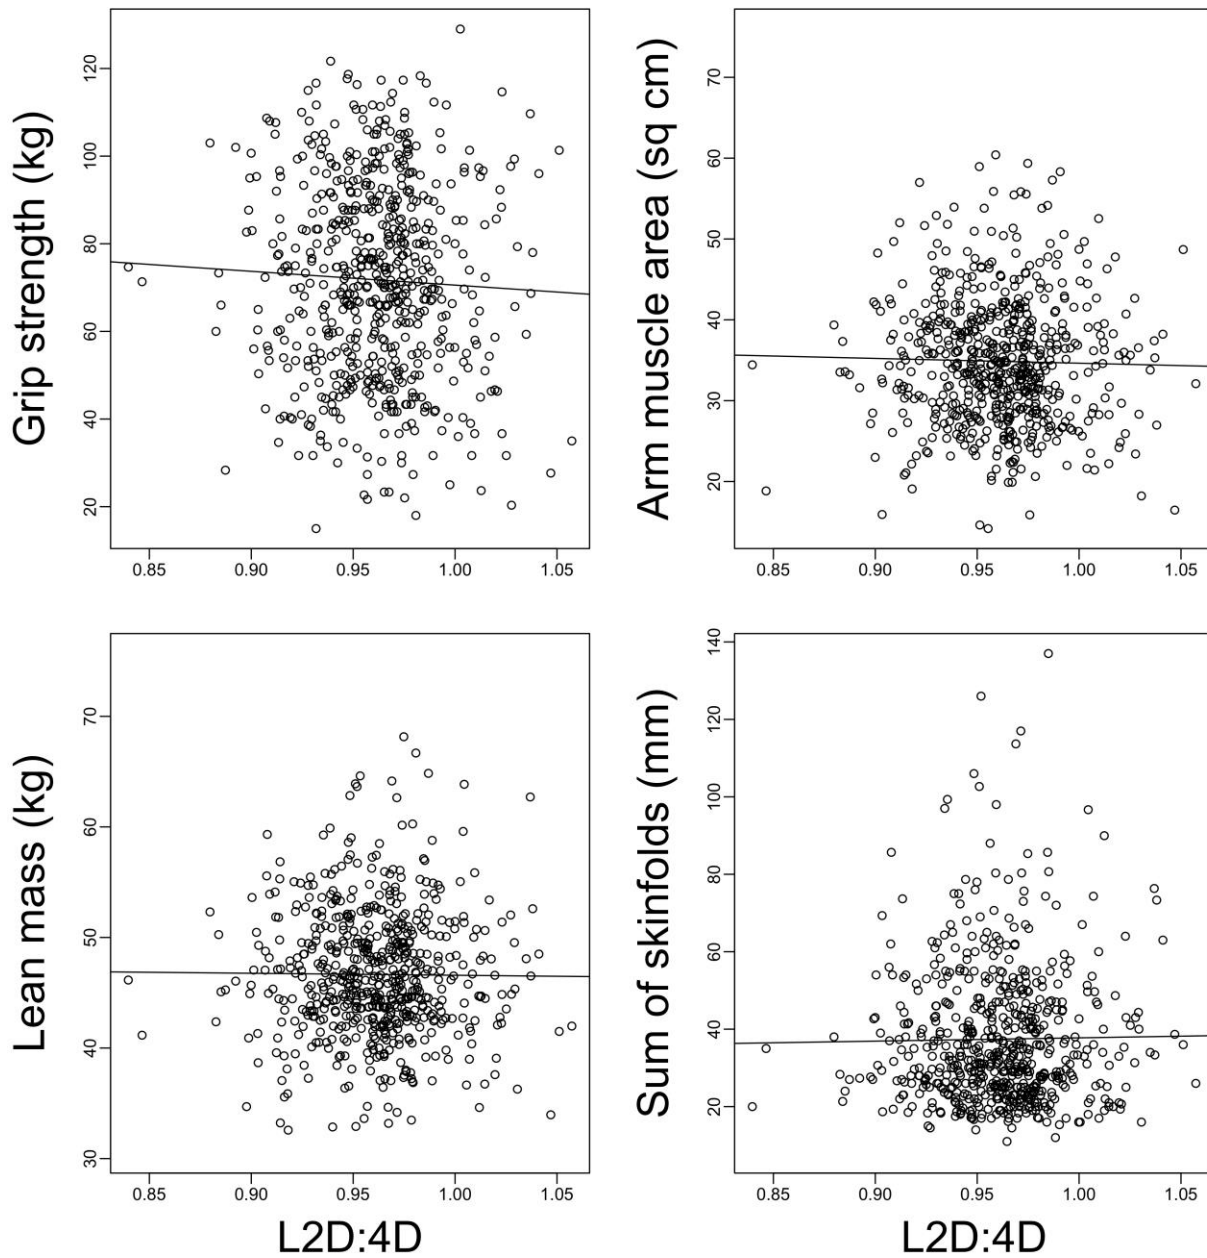 Grip strength (kg)
120
100
80
60
40
20
0.85 0.90 0.95 1.00 1.05
Arm muscle area (sq cm)
70
60
50
40
30
20
0.85 0.90 0.95 1.00 1.05
Lean mass (kg)
70
60
50
40
30
0.85 0.90 0.95 1.00 1.05
L2D:4D
Sum of skinfolds (mm)
140
120
100
80
60
40
20
0.85 0.90 0.95 1.00 1.05
L2D:4D